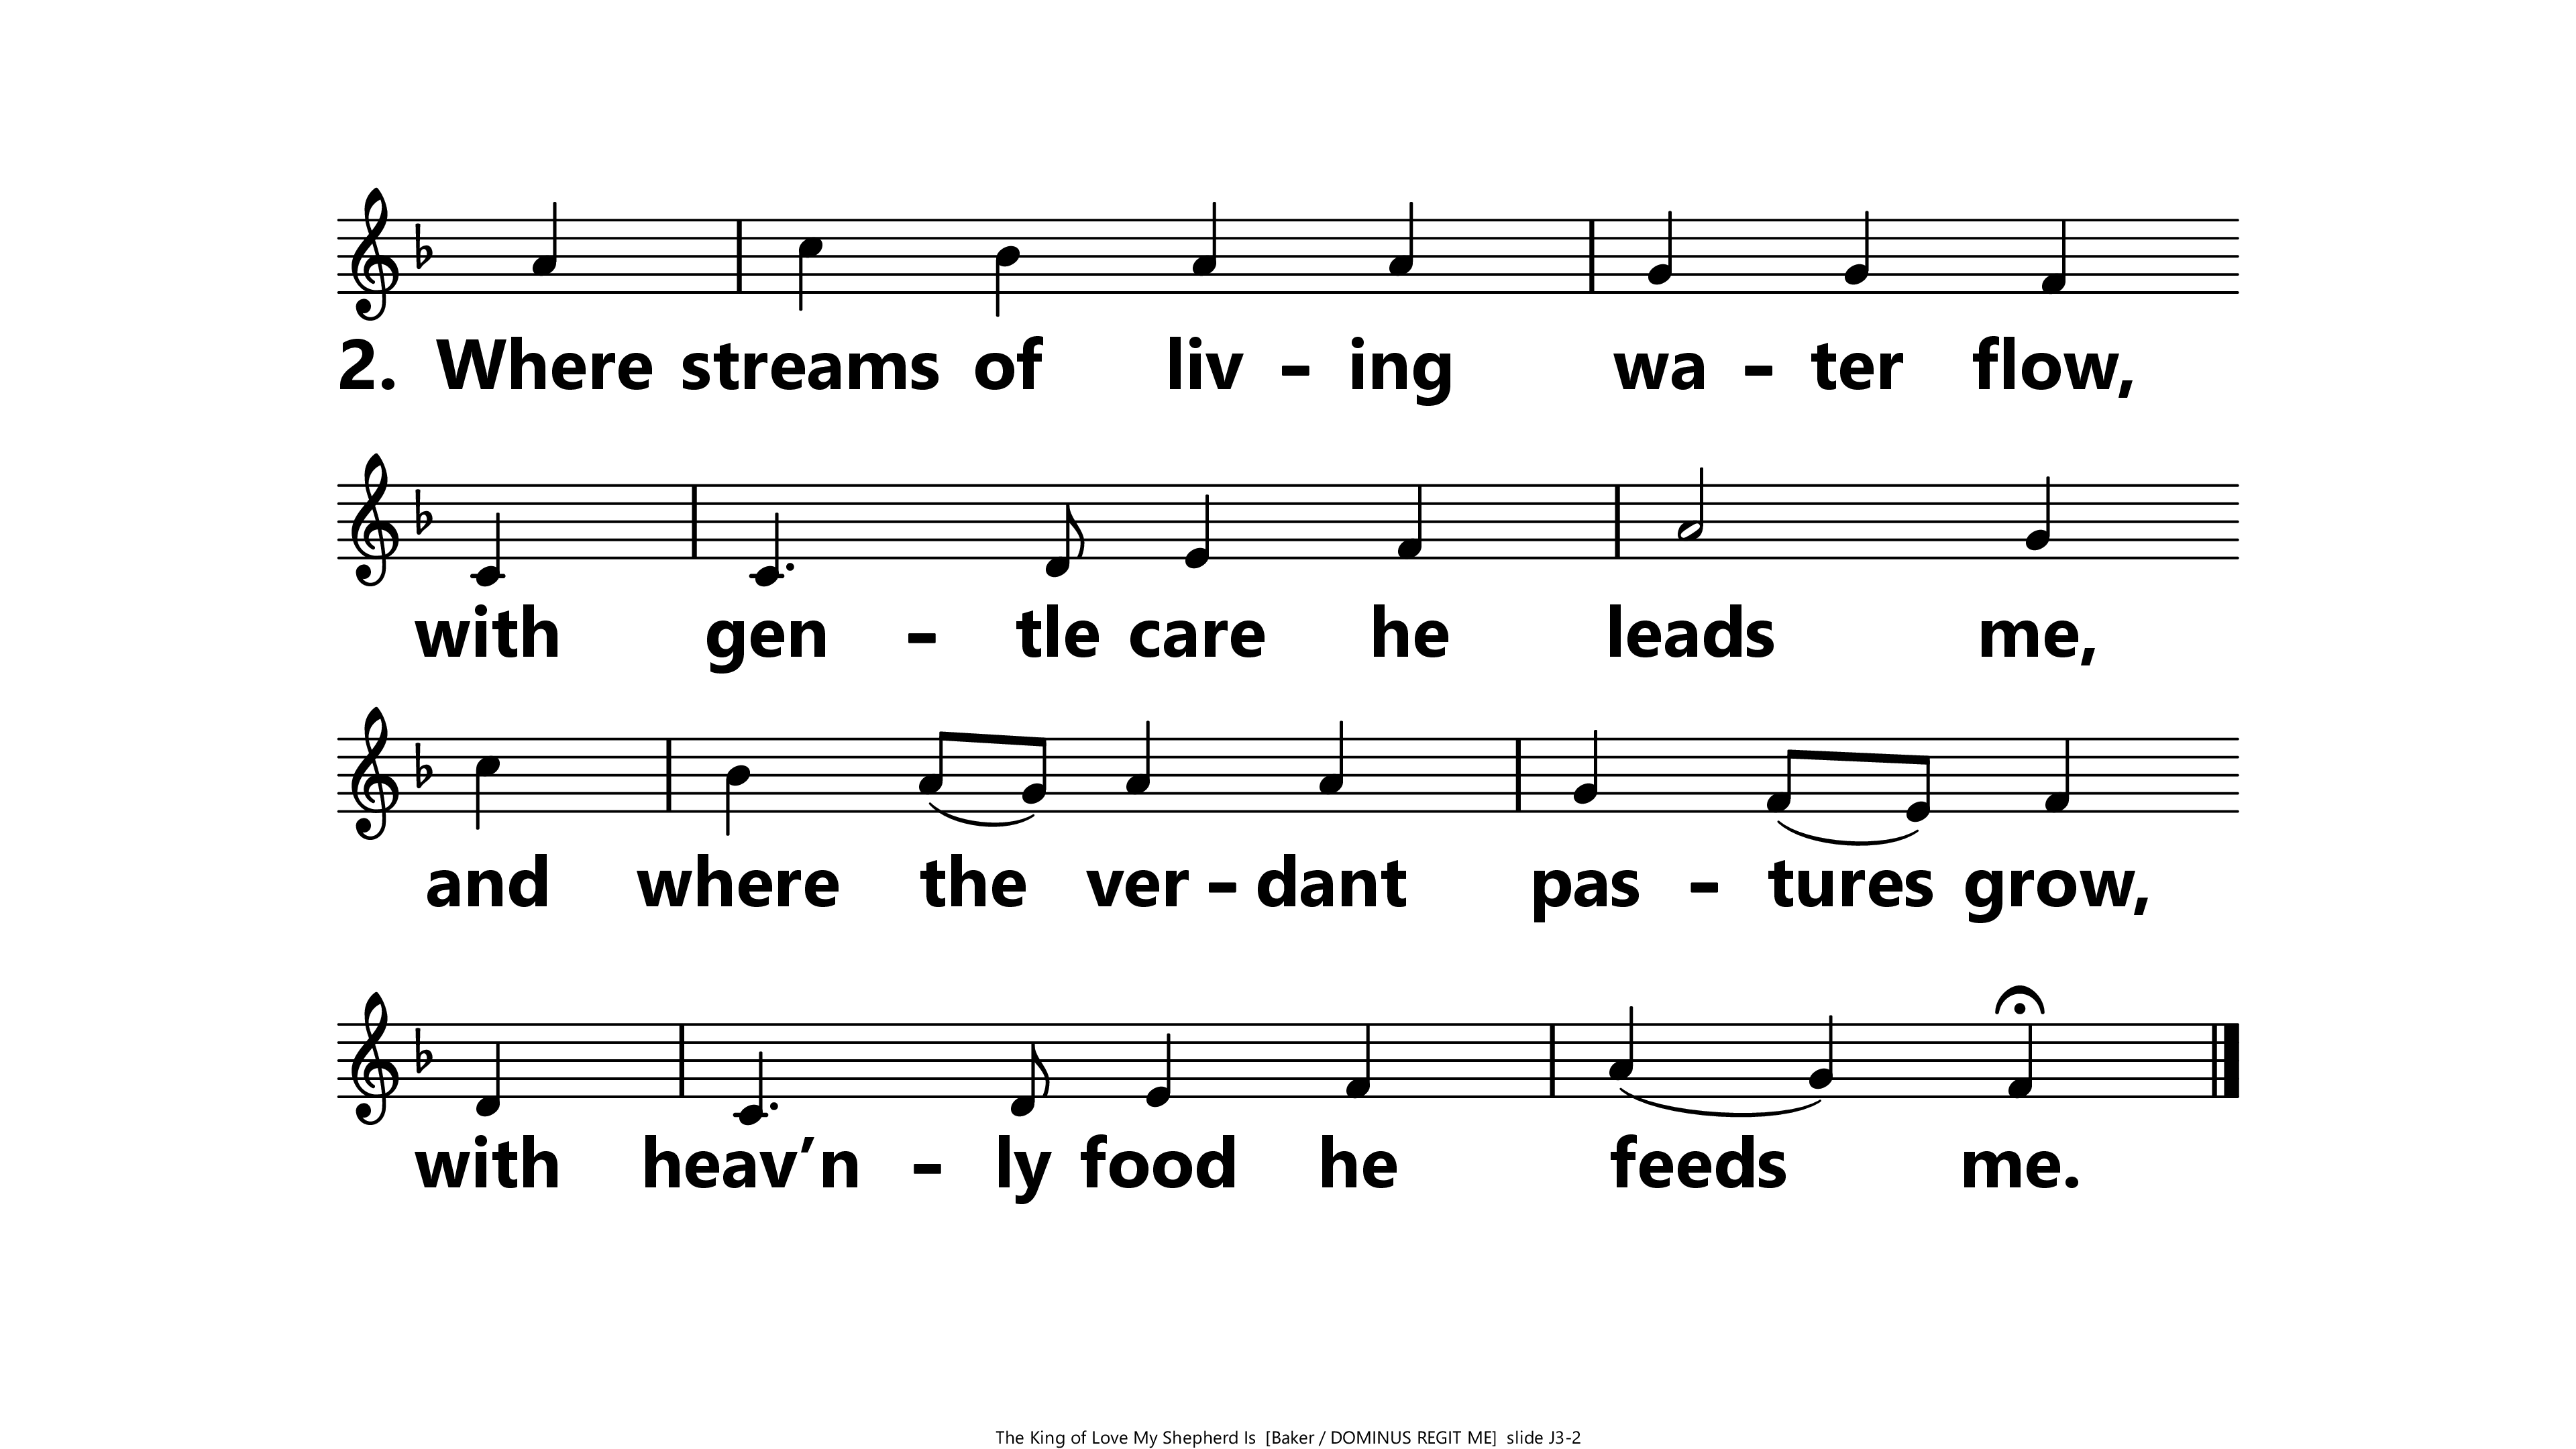 2. Where streams of liv - ing wa - ter flow,
with gen - tle care he leads me,
and where the ver - dant pas - tures grow,
with heav’n - ly food he feeds me.
The King of Love My Shepherd Is [Baker / DOMINUS REGIT ME] slide J3-2